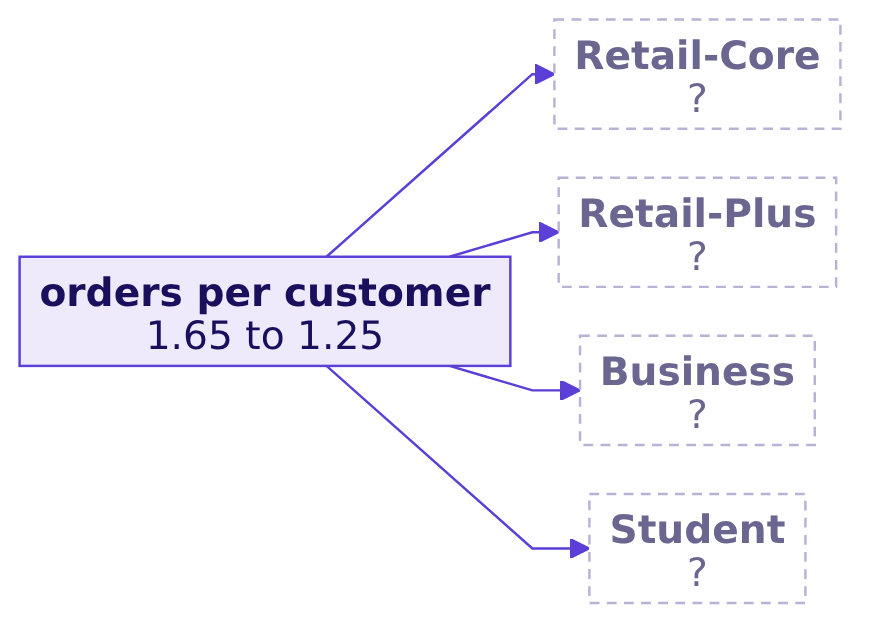 orders per customer
1.65 to 1.25
Retail-Core
?
Retail-Plus
?
Business
?
Student
?